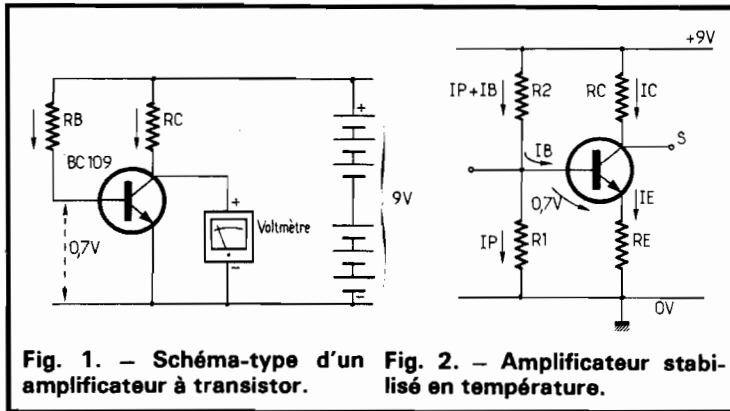 RB
RC
BC 109
0,7V
+
Voltmètre
−
+
9V
−
Fig. 1. — Schéma-type d'un
amplificateur à transistor.
+9V
IP+IB
R2
RC
IC
S
IB
0,7V
IE
IP
R1
RE
0V
Fig. 2. — Amplificateur stabi-
lisé en température.